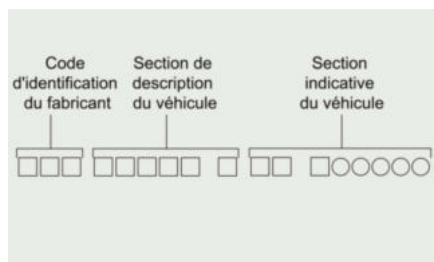 Code
d'identification
du fabricant
Section de
description
du véhicule
Section
indicative
du véhicule